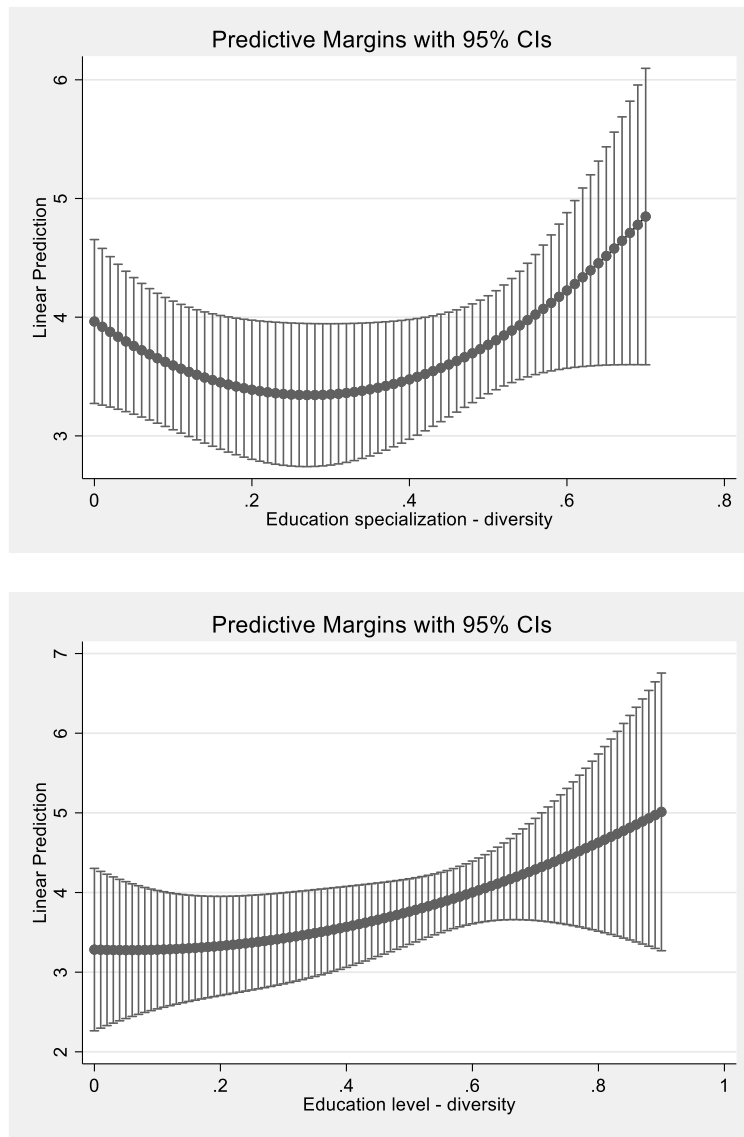 Predictive Margins with 95% CIs
6
5
4
3
Linear Prediction
0 .2 .4 .6 .8
Education specialization - diversity
Predictive Margins with 95% CIs
7
6
5
4
3
2
Linear Prediction
0 .2 .4 .6 .8 1
Education level - diversity